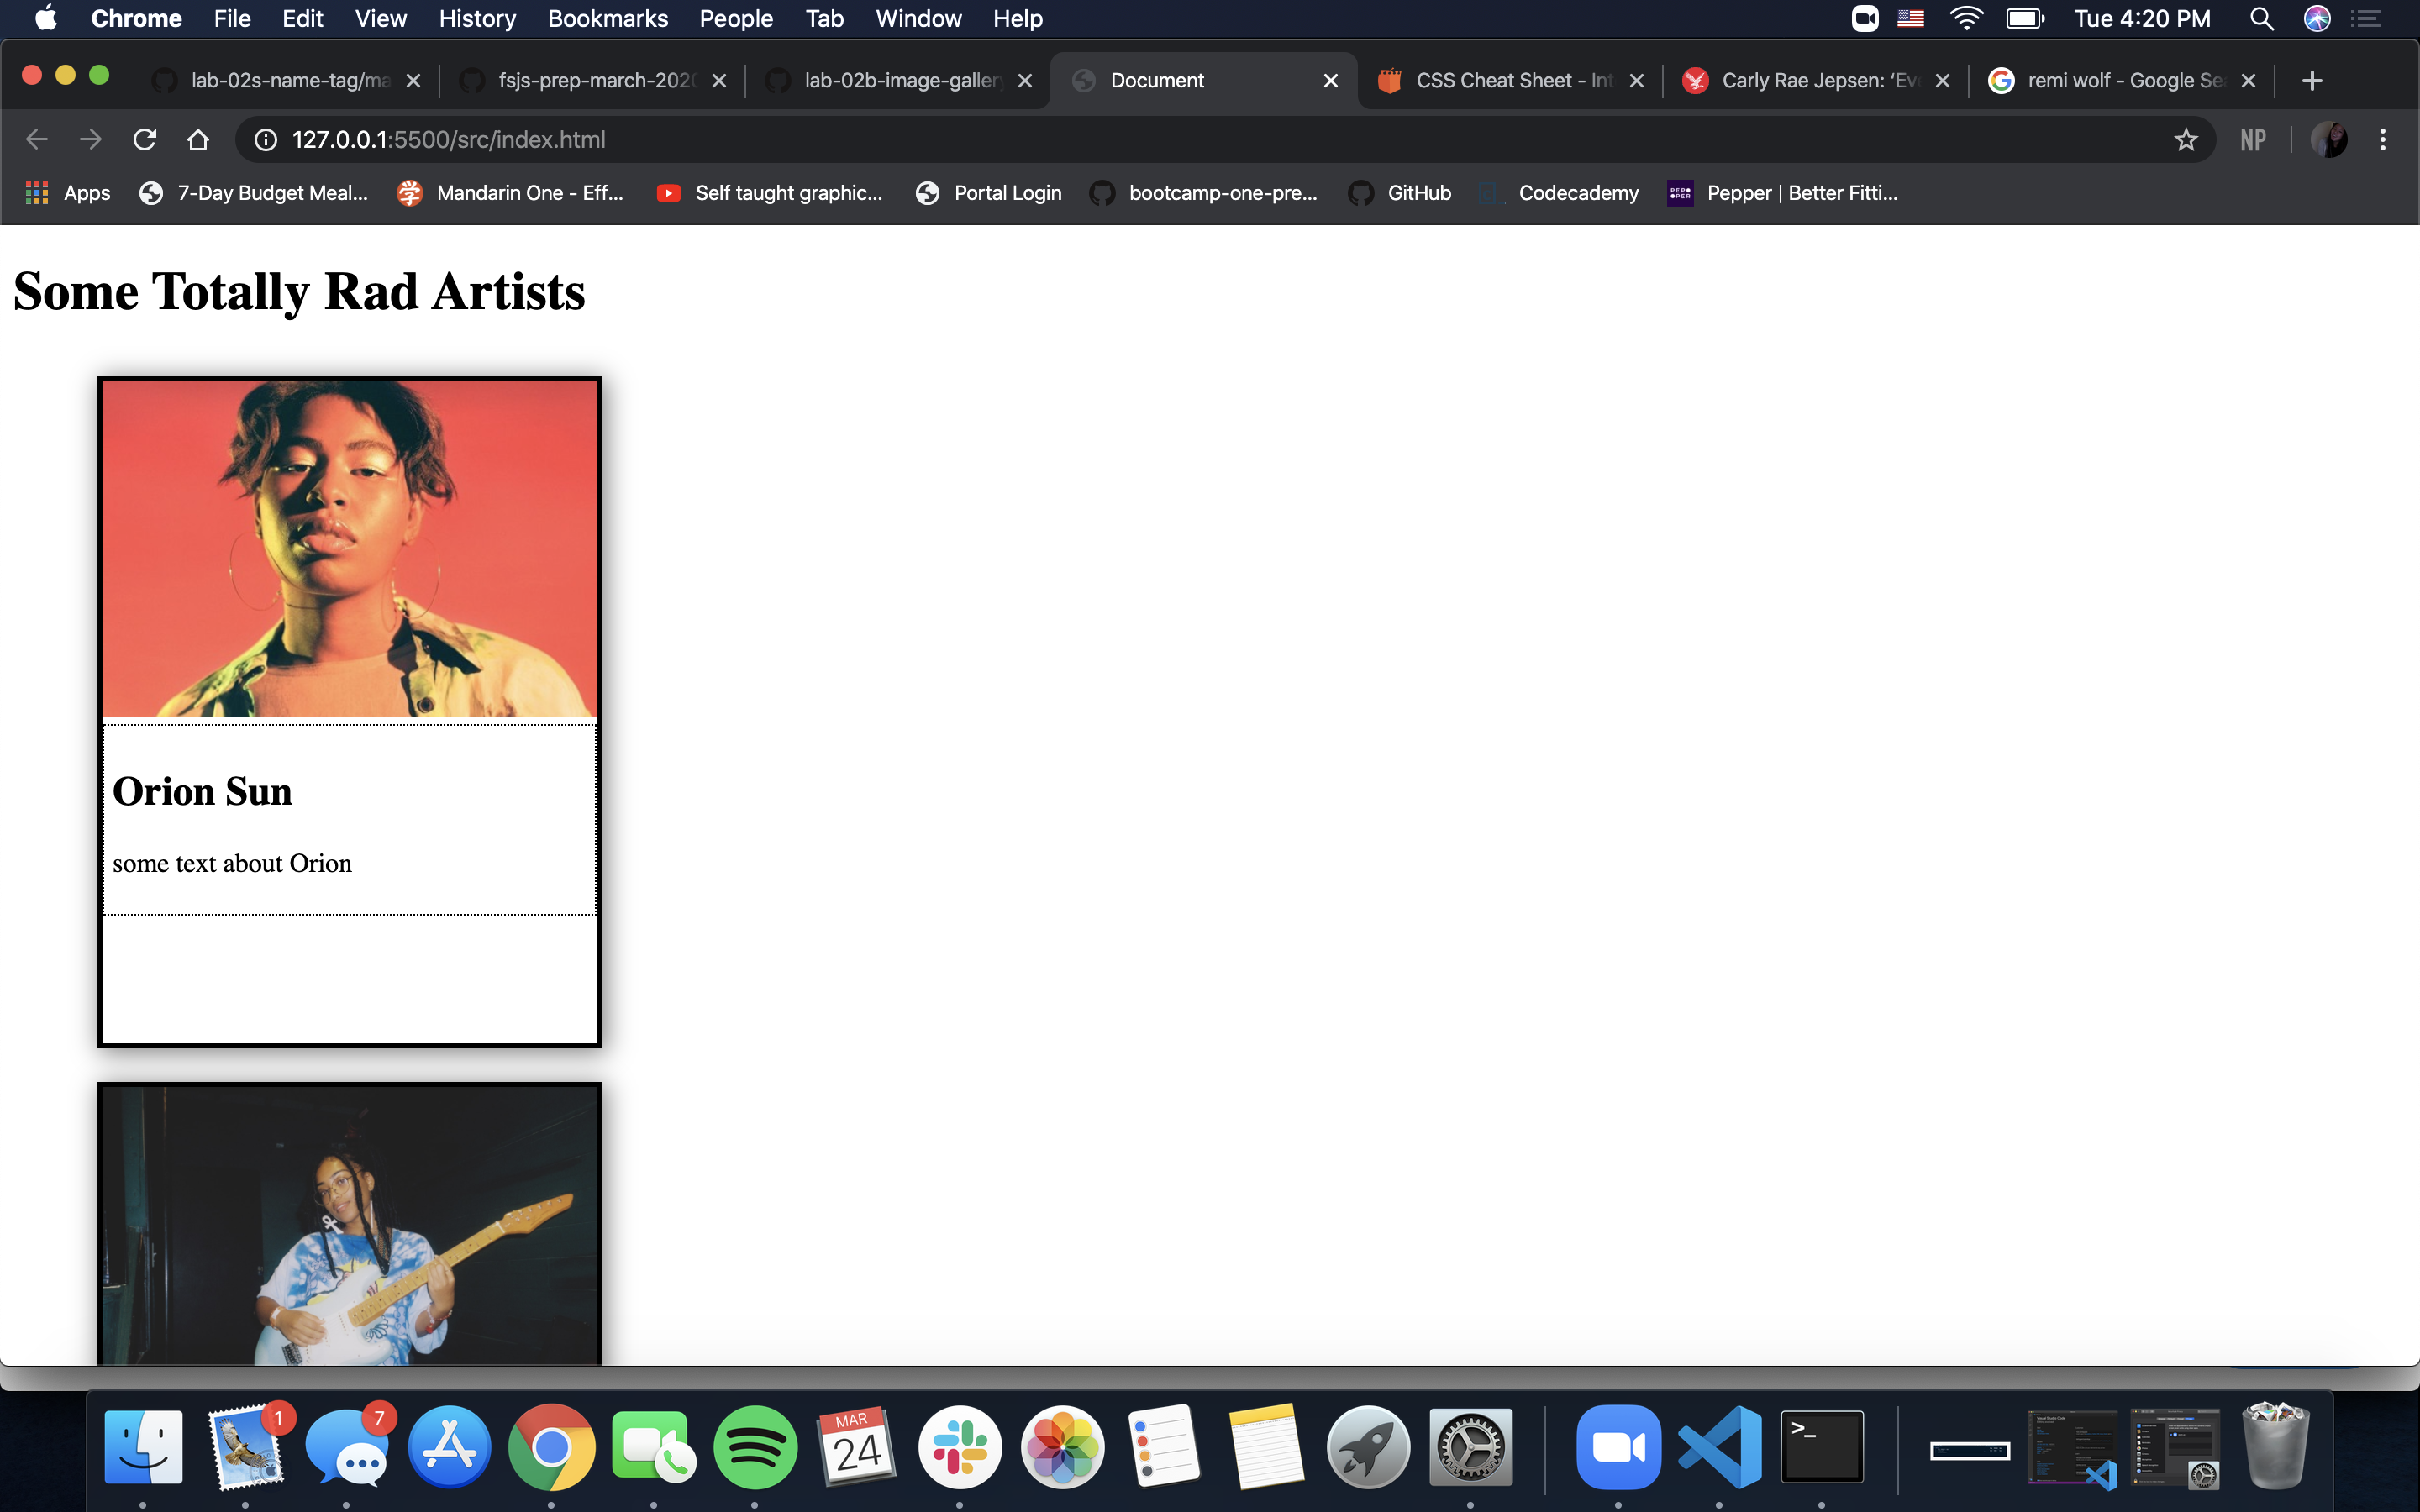 Chrome File Edit View History Bookmarks People Tab Window Help Tue 4:20 PM
lab-02s-name-tag/ma fsjs-prep-march-202 lab-02b-image-gallery Document CSS Cheat Sheet - Int Carly Rae Jepsen: ‘Eve remi wolf - Google Sea
127.0.0.1:5500/src/index.html NP
Apps 7-Day Budget Meal... Mandarin One - Eff... Self taught graphic... Portal Login bootcamp-one-pre... GitHub Codecademy PEPPER Pepper | Better Fitti...
Some Totally Rad Artists
Orion Sun
some text about Orion
1 7 MAR
24
>_